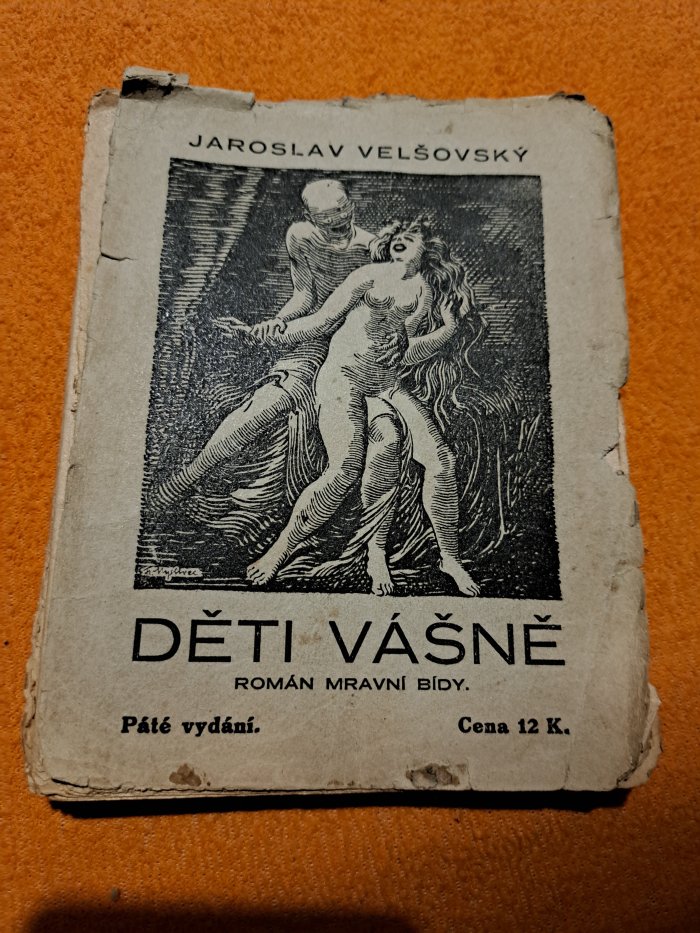 JAROSLAV VELŠOVSKÝ
DĚTI VÁŠNĚ
ROMÁN MRAVNÍ BÍDY.
Páté vydání. Cena 12 K.